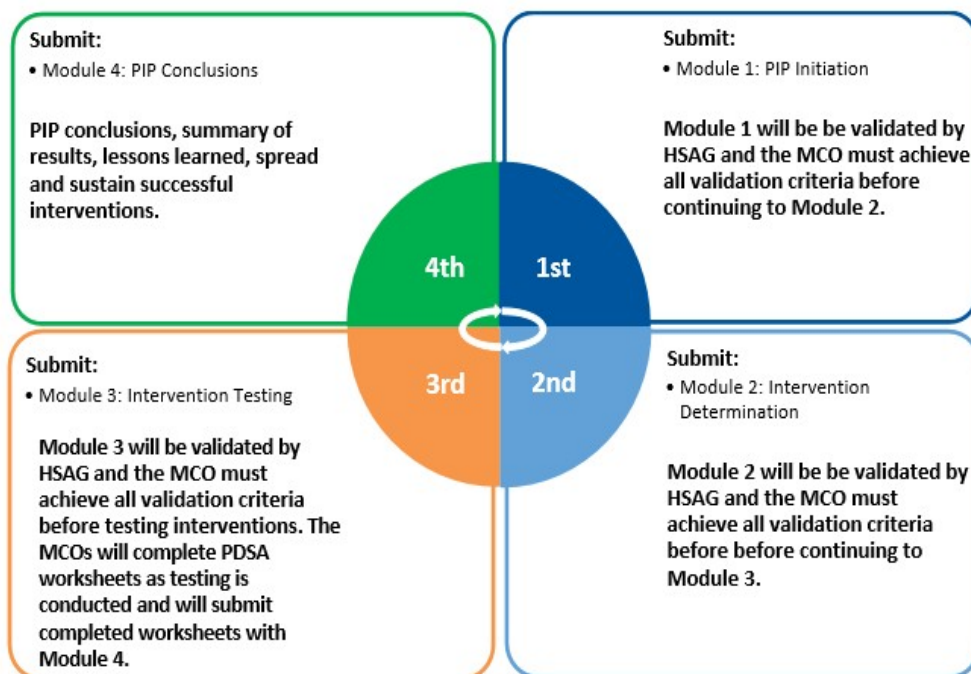 Submit:
• Module 4: PIP Conclusions
PIP conclusions, summary of
results, lessons learned, spread
and sustain successful
interventions.
Submit:
• Module 1: PIP Initiation
Module 1 will be be validated by
HSAG and the MCO must achieve
all validation criteria before
continuing to Module 2.
4th
1st
3rd
2nd
Submit:
• Module 3: Intervention Testing
Module 3 will be validated by
HSAG and the MCO must
achieve all validation criteria
before testing interventions. The
MCOs will complete PDSA
worksheets as testing is
conducted and will submit
completed worksheets with
Module 4.
Submit:
• Module 2: Intervention
Determination
Module 2 will be be validated by
HSAG and the MCO must
achieve all validation criteria
before before continuing to
Module 3.